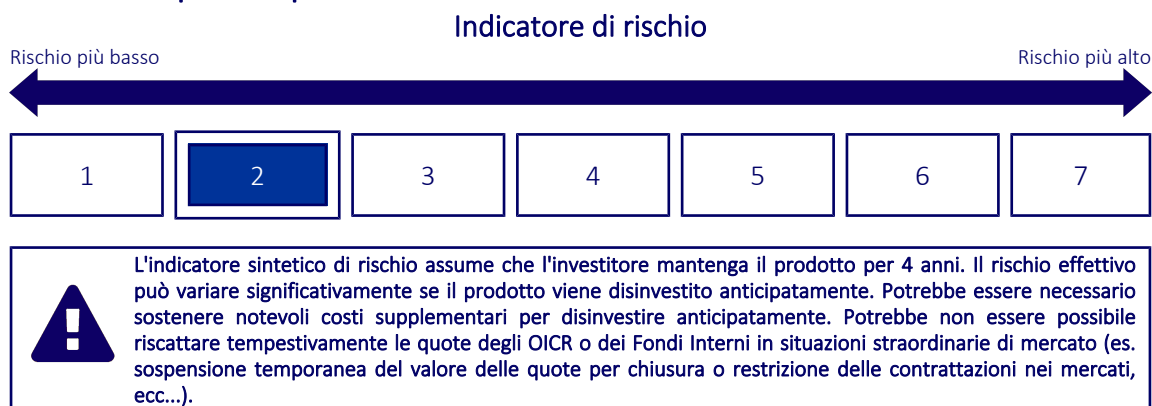 Indicatore di rischio
Rischio più basso
Rischio più alto
1
2
3
4
5
6
7
L'indicatore sintetico di rischio assume che l'investitore mantenga il prodotto per 4 anni. Il rischio effettivo
può variare significativamente se il prodotto viene disinvestito anticipatamente. Potrebbe essere necessario
sostenere notevoli costi supplementari per disinvestire anticipatamente. Potrebbe non essere possibile
riscattare tempestivamente le quote degli OICR o dei Fondi Interni in situazioni straordinarie di mercato (es.
sospensione temporanea del valore delle quote per chiusura o restrizione delle contrattazioni nei mercati,
ecc...).